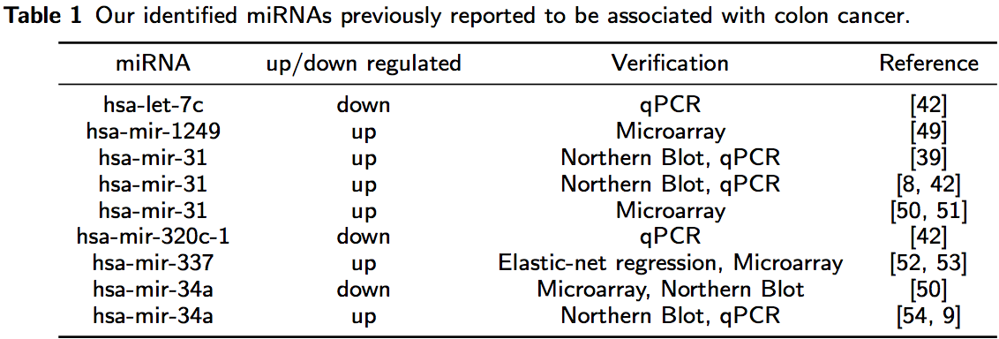 Table 1 Our identified miRNAs previously reported to be associated with colon cancer.
miRNA up/down regulated Verification Reference
hsa-let-7c down qPCR [42]
hsa-mir-1249 up Microarray [49]
hsa-mir-31 up Northern Blot, qPCR [39]
hsa-mir-31 up Northern Blot, qPCR [8, 42]
hsa-mir-31 up Microarray [50, 51]
hsa-mir-320c-1 down qPCR [42]
hsa-mir-337 up Elastic-net regression, Microarray [52, 53]
hsa-mir-34a down Microarray, Northern Blot [50]
hsa-mir-34a up Northern Blot, qPCR [54, 9]